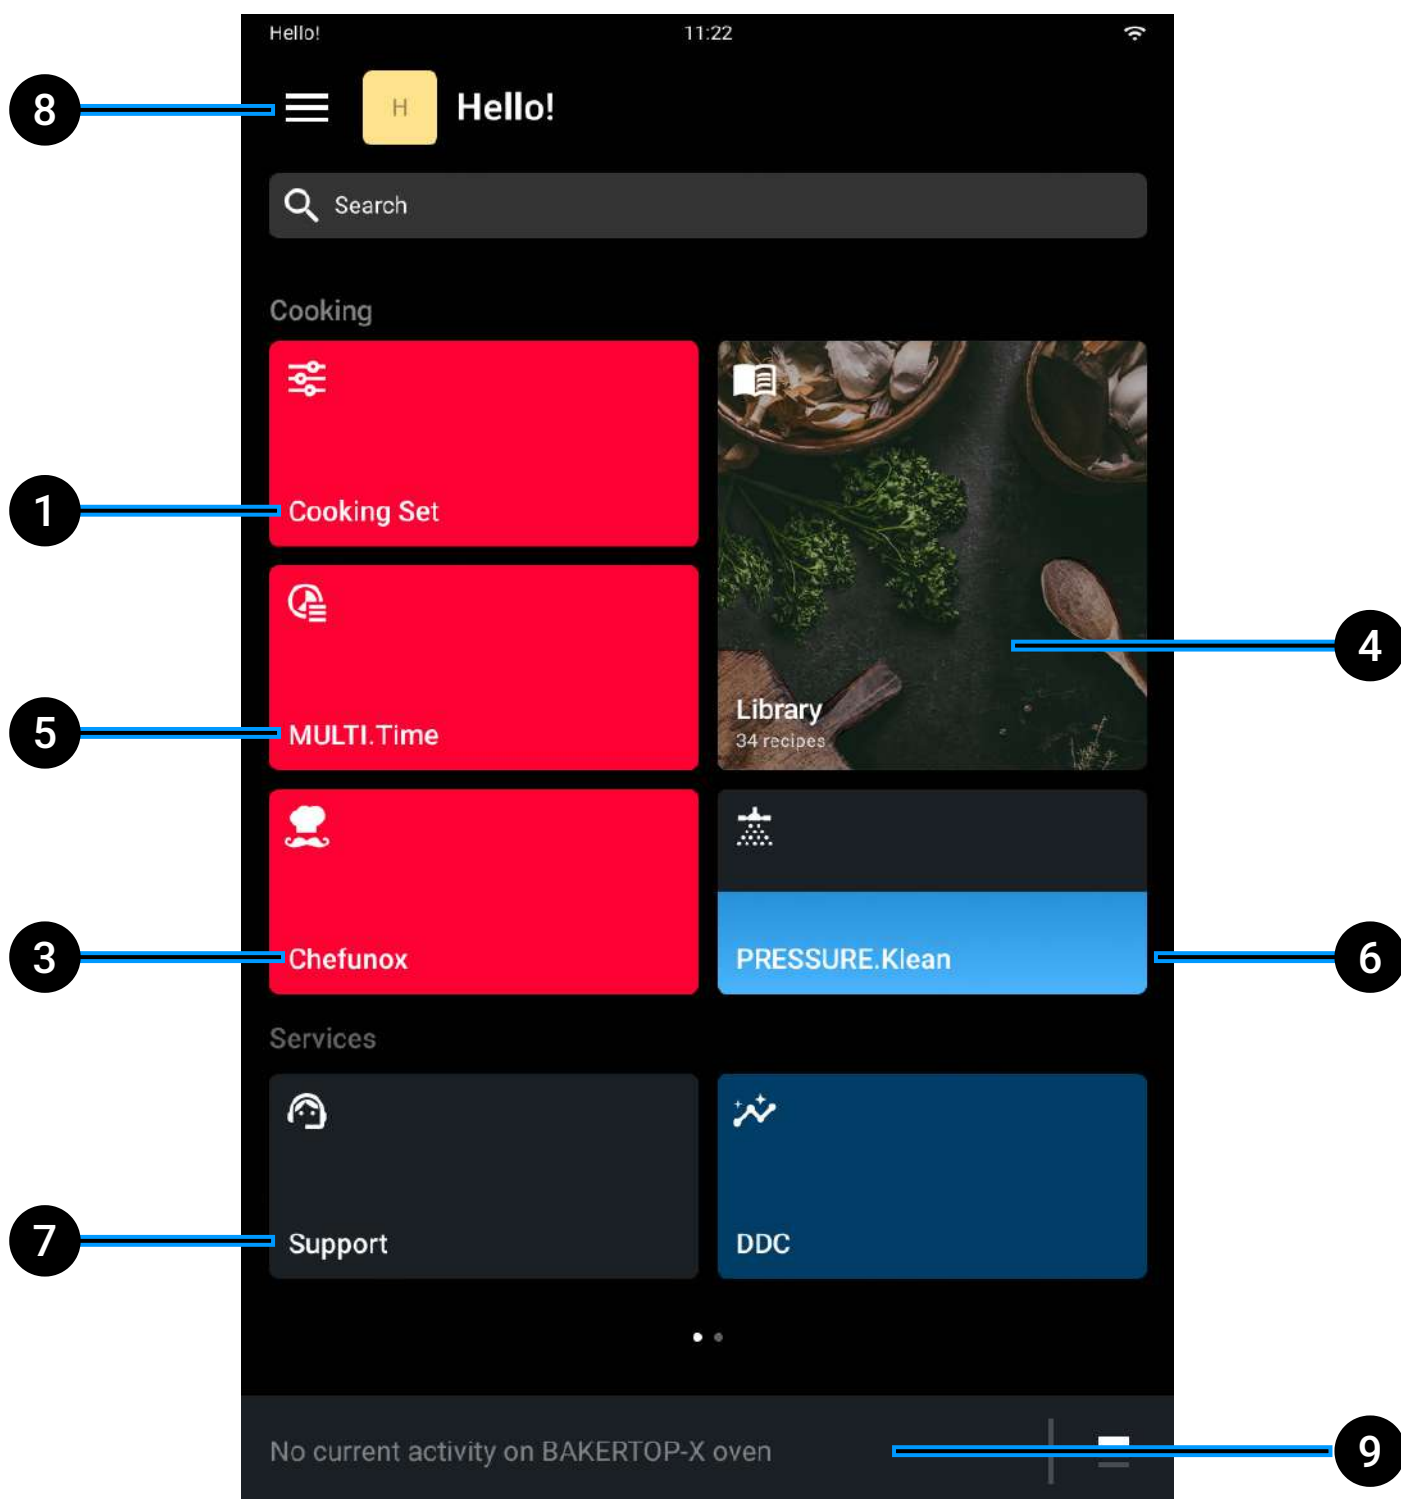 Hello!
11:22
8
H
Hello!
Search
Cooking
1
Cooking Set
5
MULTI.Time
Library
34 recipes
4
3
Chefunox
PRESSURE.Klean
6
Services
7
Support
DDC
No current activity on BAKERTOP-X oven
9